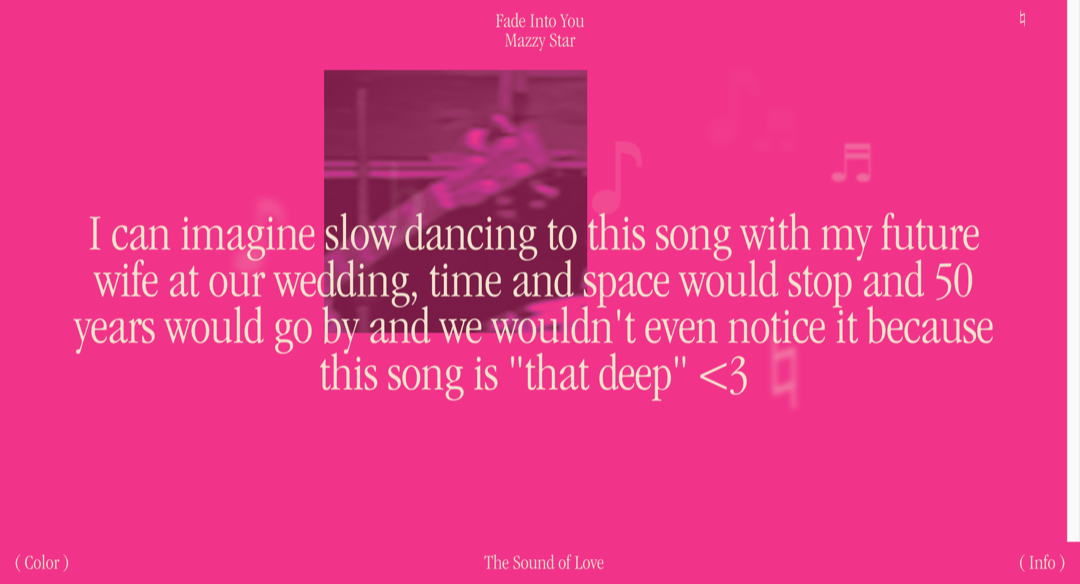 Fade Into You
Mazzy Star
I can imagine slow dancing to this song with my future
wife at our wedding, time and space would stop and 50
years would go by and we wouldn't even notice it because
this song is "that deep" <3
( Color )
The Sound of Love
( Info )